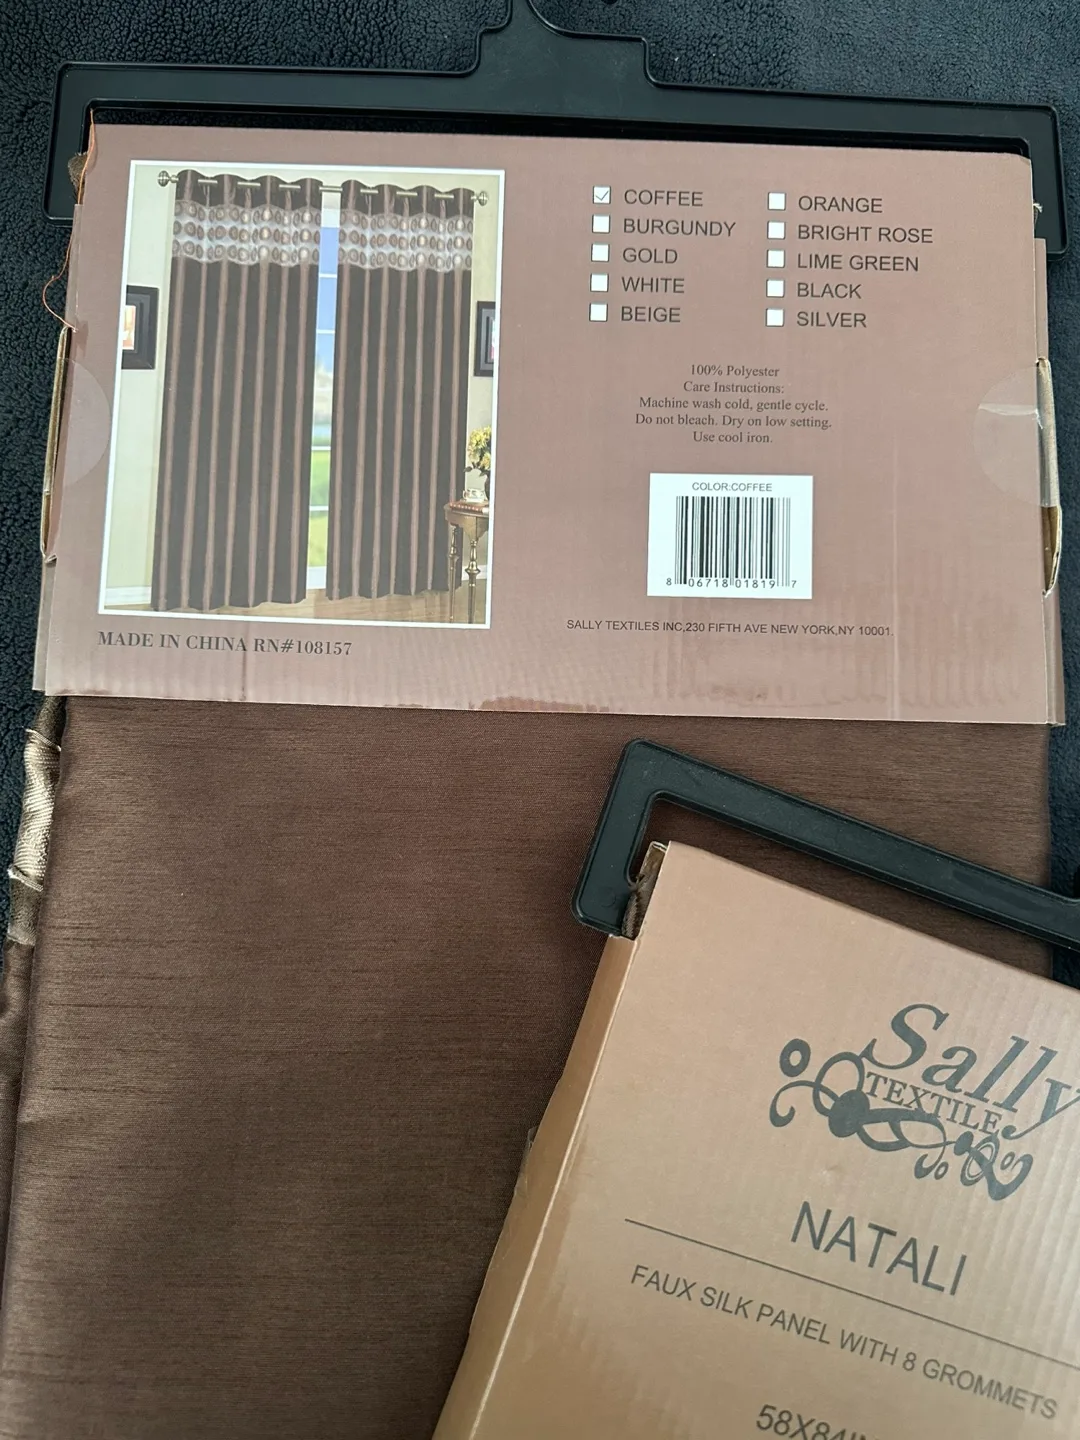 COFFEE
BURGUNDY
GOLD
WHITE
BEIGE
ORANGE
BRIGHT ROSE
LIME GREEN
BLACK
SILVER
100% Polyester
Care Instructions:
Machine wash cold, gentle cycle.
Do not bleach. Dry on low setting.
Use cool iron.
COLOR:COFFEE
8 06718 01819 7
SALLY TEXTILES INC,230 FIFTH AVE NEW YORK,NY 10001.
MADE IN CHINA RN#108157
Sally
TEXTILE
NATALI
FAUX SILK PANEL WITH 8 GROMMETS
58X84IN